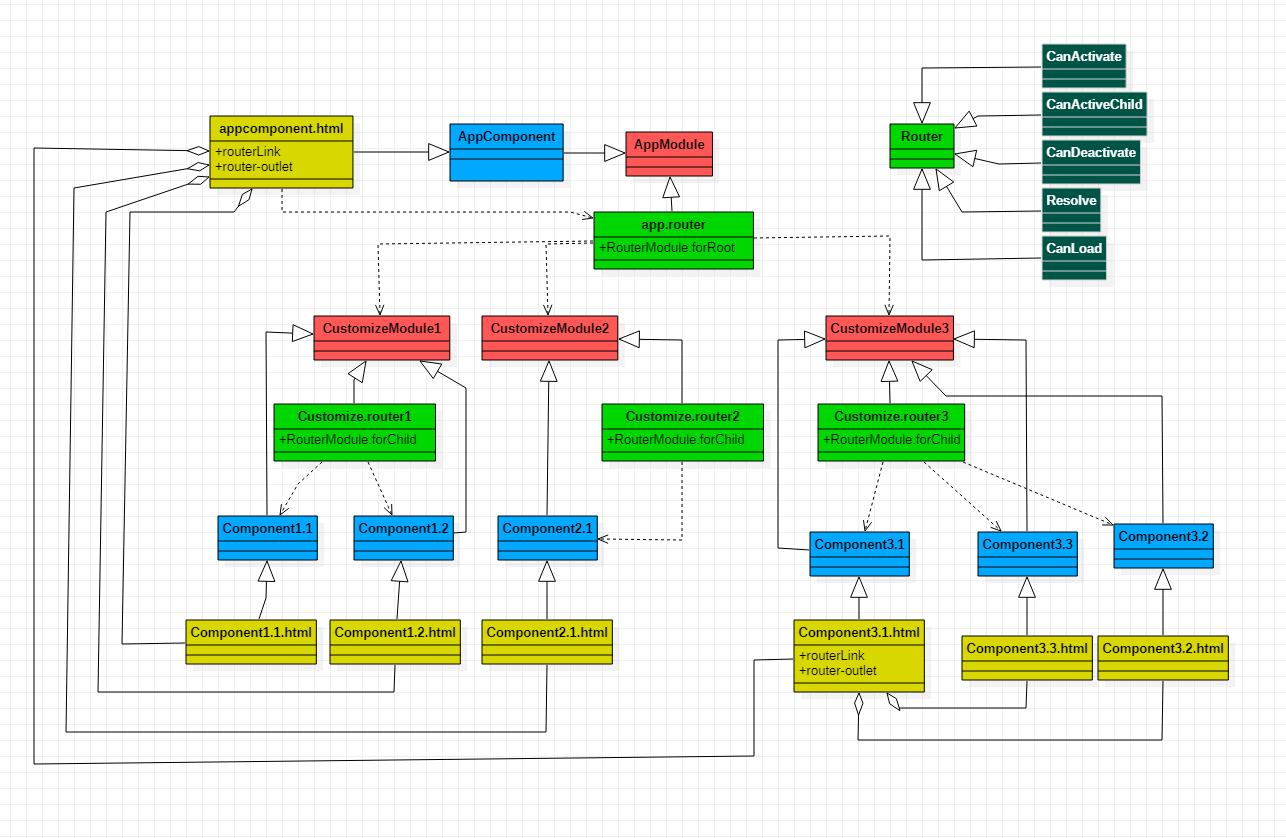 CanActivate
CanActiveChild
CanDeactivate
Resolve
CanLoad
Router
appcomponent.html
+routerLink
+router-outlet
AppComponent
AppModule
app.router
+RouterModule forRoot
CustomizeModule1
CustomizeModule2
CustomizeModule3
Customize.router1
+RouterModule forChild
Customize.router2
+RouterModule forChild
Customize.router3
+RouterModule forChild
Component1.1
Component1.2
Component2.1
Component3.1
Component3.3
Component3.2
Component1.1.html
Component1.2.html
Component2.1.html
Component3.1.html
+routerLink
+router-outlet
Component3.3.html
Component3.2.html